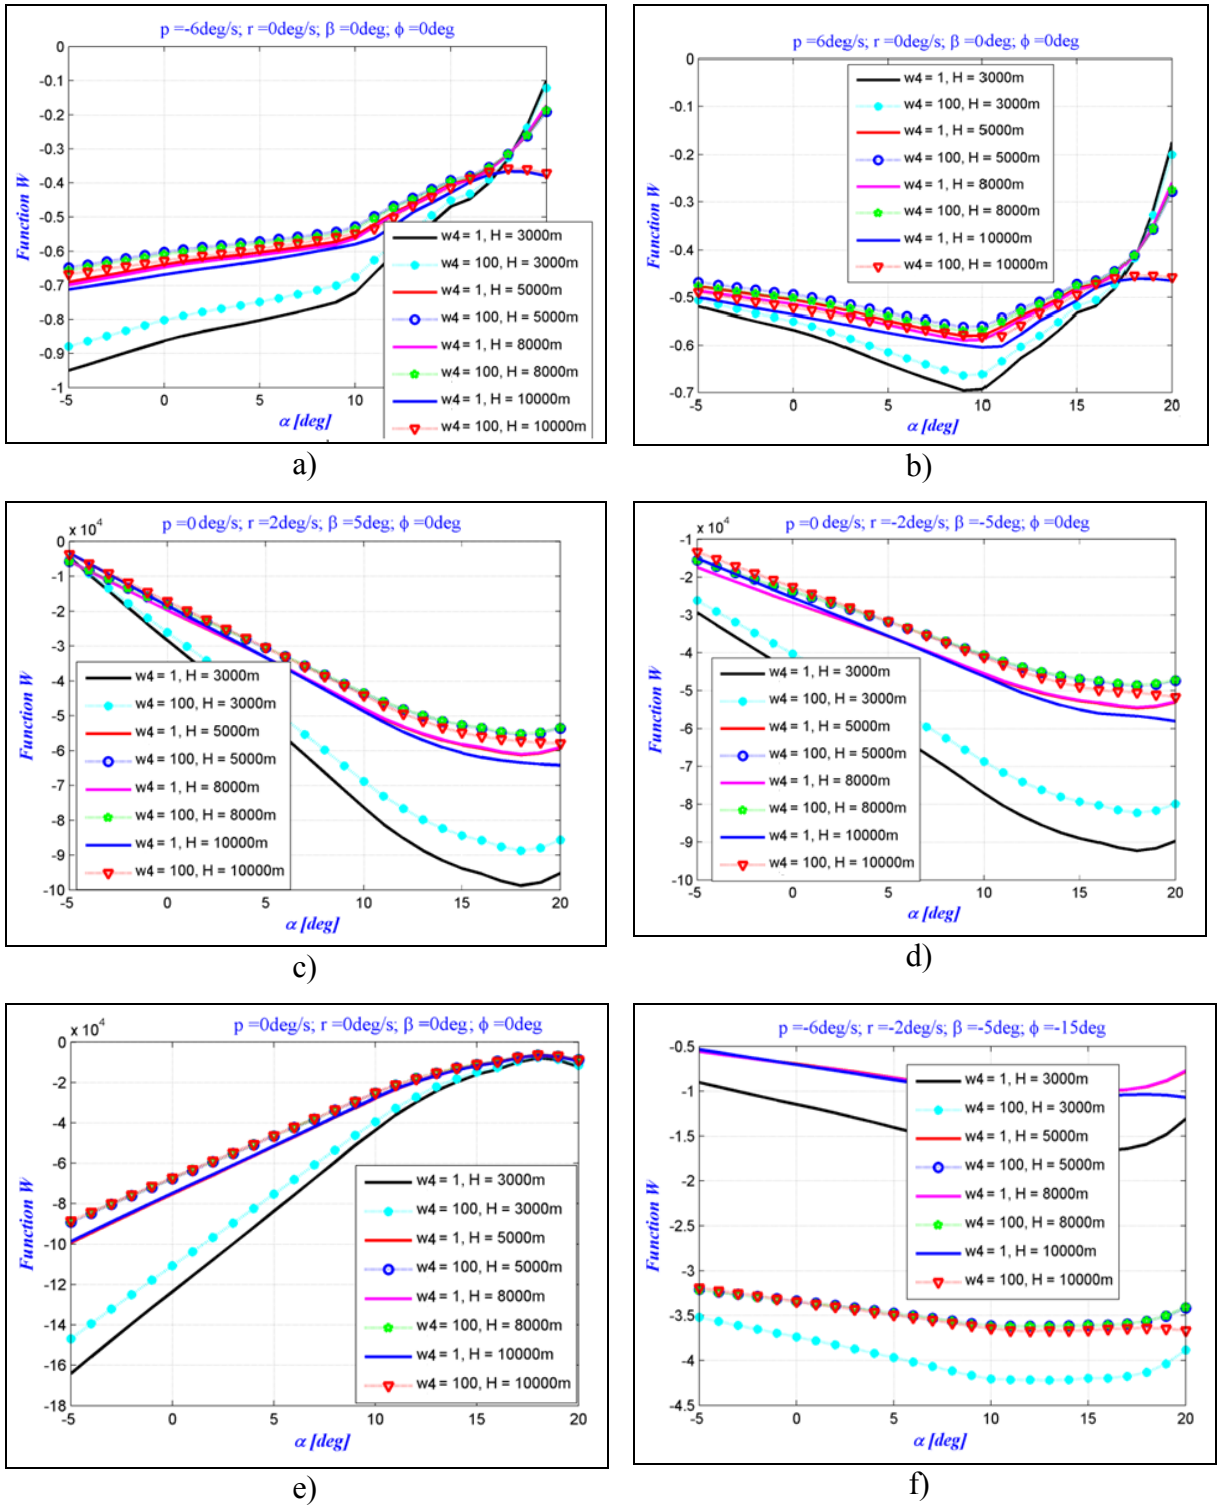 p =-6deg/s; r =0deg/s; β =0deg; ϕ =0deg
0
-0.1
-0.2
-0.3
-0.4
-0.5
-0.6
-0.7
-0.8
-0.9
-1
Function W
-5
0
5
10
α [deg]
w4 = 1, H = 3000m
w4 = 100, H = 3000m
w4 = 1, H = 5000m
w4 = 100, H = 5000m
w4 = 1, H = 8000m
w4 = 100, H = 8000m
w4 = 1, H = 10000m
w4 = 100, H = 10000m
a)
p =6deg/s; r =0deg/s; β =0deg; ϕ =0deg
0
-0.1
-0.2
-0.3
-0.4
-0.5
-0.6
-0.7
Function W
w4 = 1, H = 3000m
w4 = 100, H = 3000m
w4 = 1, H = 5000m
w4 = 100, H = 5000m
w4 = 1, H = 8000m
w4 = 100, H = 8000m
w4 = 1, H = 10000m
w4 = 100, H = 10000m
-5
0
5
10
15
20
α [deg]
b)
p =0 deg/s; r =2deg/s; β =5deg; ϕ =0deg
x 10⁴
0
-1
-2
-3
-4
-5
-6
-7
-8
-9
-10
Function W
w4 = 1, H = 3000m
w4 = 100, H = 3000m
w4 = 1, H = 5000m
w4 = 100, H = 5000m
w4 = 1, H = 8000m
w4 = 100, H = 8000m
w4 = 1, H = 10000m
w4 = 100, H = 10000m
-5
0
5
10
15
20
α [deg]
c)
p =0 deg/s; r =-2deg/s; β =-5deg; ϕ =0deg
x 10⁴
-1
-2
-3
-4
-5
-6
-7
-8
-9
-10
Function W
w4 = 1, H = 3000m
w4 = 100, H = 3000m
w4 = 1, H = 5000m
w4 = 100, H = 5000m
w4 = 1, H = 8000m
w4 = 100, H = 8000m
w4 = 1, H = 10000m
w4 = 100, H = 10000m
-5
0
5
10
15
20
α [deg]
d)
p =0deg/s; r =0deg/s; β =0deg; ϕ =0deg
x 10⁴
0
-2
-4
-6
-8
-10
-12
-14
-16
-18
Function W
w4 = 1, H = 3000m
w4 = 100, H = 3000m
w4 = 1, H = 5000m
w4 = 100, H = 5000m
w4 = 1, H = 8000m
w4 = 100, H = 8000m
w4 = 1, H = 10000m
w4 = 100, H = 10000m
-5
0
5
10
15
20
α [deg]
e)
p =-6deg/s; r =-2deg/s; β =-5deg; ϕ =-15deg
-0.5
-1
-1.5
-2
-2.5
-3
-3.5
-4
-4.5
Function W
w4 = 1, H = 3000m
w4 = 100, H = 3000m
w4 = 1, H = 5000m
w4 = 100, H = 5000m
w4 = 1, H = 8000m
w4 = 100, H = 8000m
w4 = 1, H = 10000m
w4 = 100, H = 10000m
-5
0
5
10
15
20
α [deg]
f)